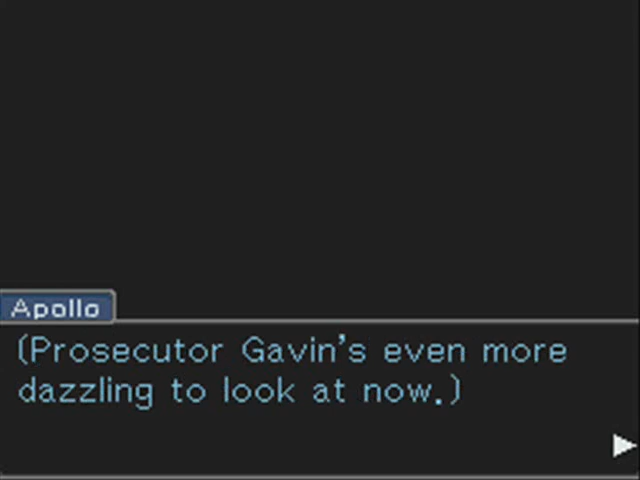 Apollo
(Prosecutor Gavin's even more
dazzling to look at now.)